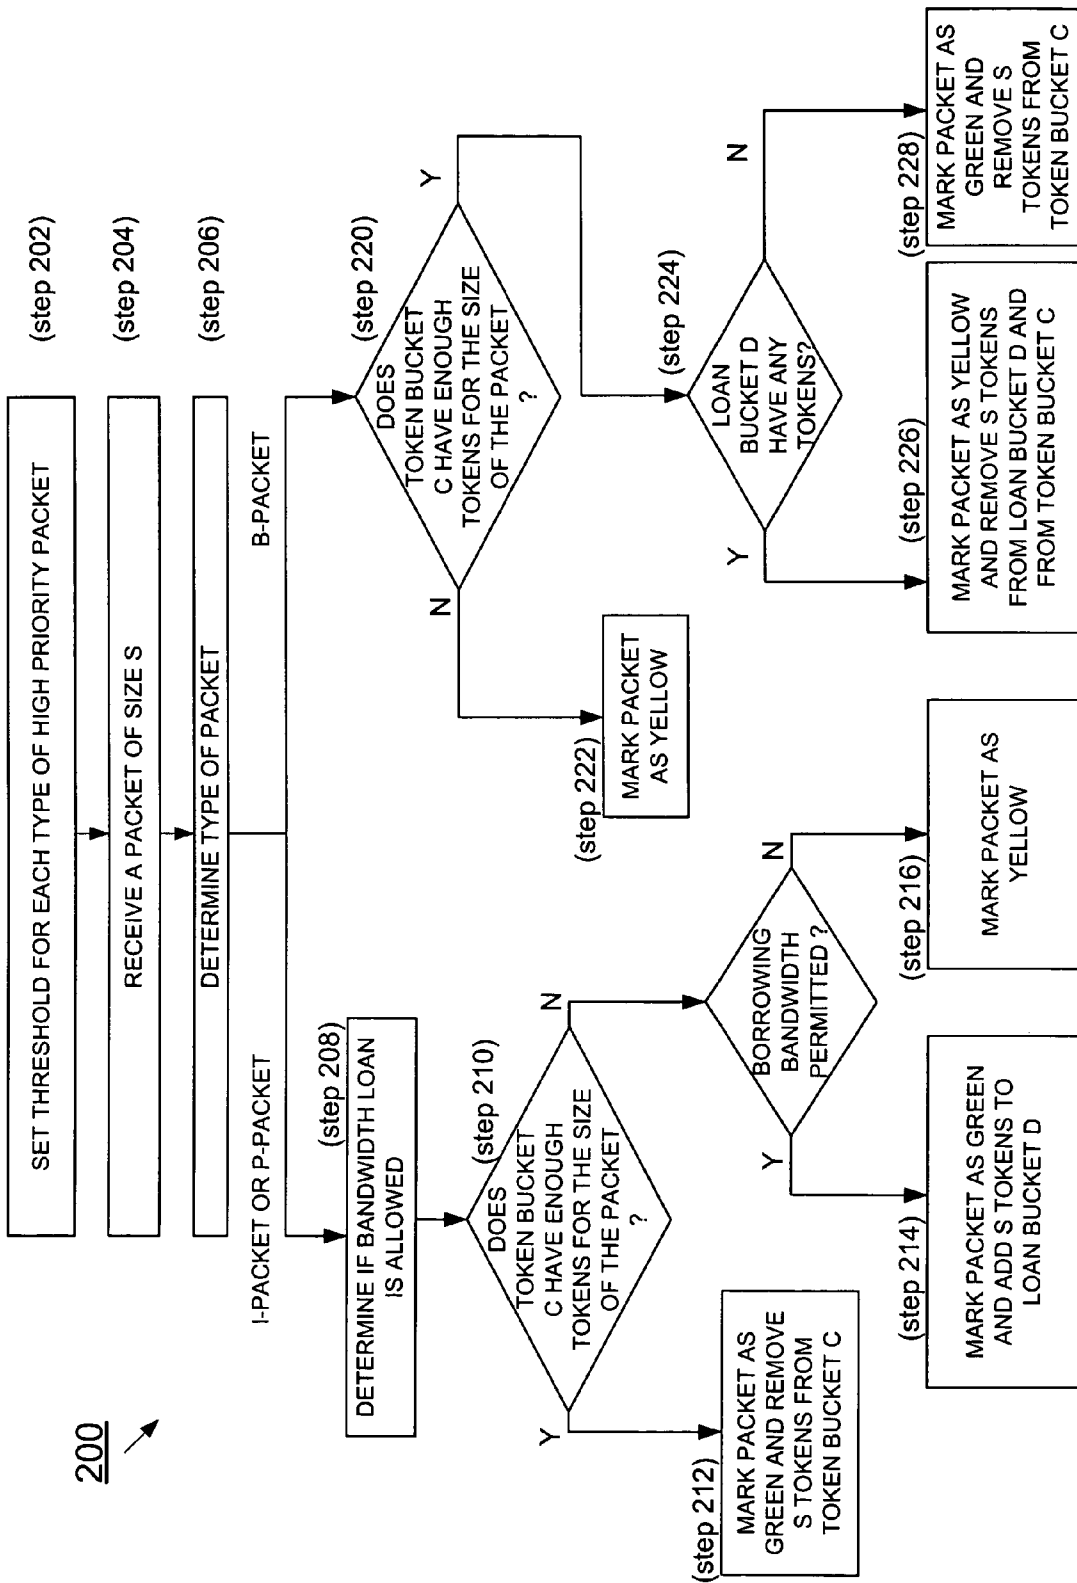 200
SET THRESHOLD FOR EACH TYPE OF HIGH PRIORITY PACKET
(step 202)
RECEIVE A PACKET OF SIZE S
(step 204)
DETERMINE TYPE OF PACKET
(step 206)
I-PACKET OR P-PACKET
B-PACKET
(step 208)
DETERMINE IF BANDWIDTH LOAN
IS ALLOWED
(step 210)
DOES
TOKEN BUCKET
C HAVE ENOUGH
TOKENS FOR THE SIZE
OF THE PACKET
?
Y
N
(step 212)
MARK PACKET AS
GREEN AND REMOVE
S TOKENS FROM
TOKEN BUCKET C
BORROWING
BANDWIDTH
PERMITTED ?
Y
N
(step 214)
MARK PACKET AS GREEN
AND ADD S TOKENS TO
LOAN BUCKET D
(step 216)
MARK PACKET AS
YELLOW
(step 220)
DOES
TOKEN BUCKET
C HAVE ENOUGH
TOKENS FOR THE SIZE
OF THE PACKET
?
N
Y
(step 222)
MARK PACKET
AS YELLOW
(step 224)
LOAN
BUCKET D
HAVE ANY
TOKENS?
Y
N
(step 226)
MARK PACKET AS YELLOW
AND REMOVE S TOKENS
FROM LOAN BUCKET D AND
FROM TOKEN BUCKET C
(step 228)
MARK PACKET AS
GREEN AND
REMOVE S
TOKENS FROM
TOKEN BUCKET C